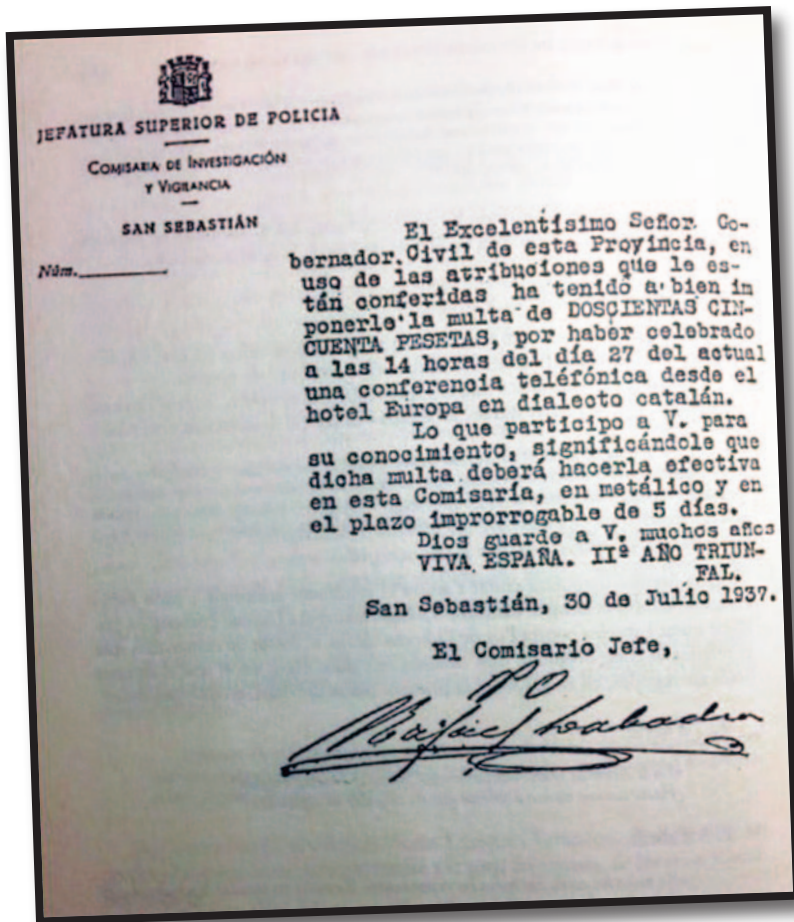 JEFATURA SUPERIOR DE POLICIA
COMISARIA DE INVESTIGACIÓN
Y VIGILANCIA
SAN SEBASTIÁN
Núm.
El Excelentísimo Señor Go-
bernador Civil de esta Provincia, en
uso de las atribuciones que le es-
tán conferidas ha tenido a bien im
ponerle la multa de DOSCIENTAS CIN-
CUENTA PESETAS, por haber celebrado
a las 14 horas del día 27 del actual
una conferencia teléfónica desde el
hotel Europa en dialecto catalán.
Lo que participo a V. para
su conocimiento, significándole que
dicha multa deberá hacerla efectiva
en esta Comisaría, en metálico y en
el plazo improrrogable de 5 días.
Dios guarde a V. muchos años
VIVA ESPAÑA. IIº AÑO TRIUN-
FAL.
San Sebastián, 30 de Julio 1937.
El Comisario Jefe,
PO
Rafael